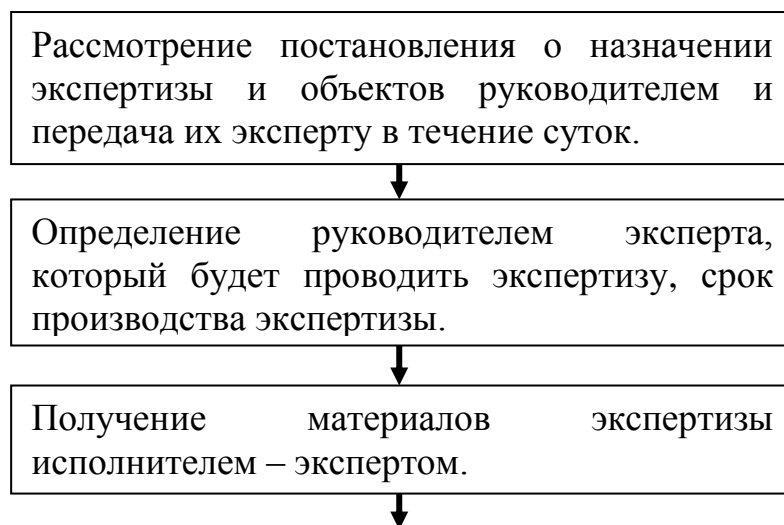 Рассмотрение постановления о назначении
экспертизы и объектов руководителем и
передача их эксперту в течение суток.
Определение руководителем эксперта,
который будет проводить экспертизу, срок
производства экспертизы.
Получение материалов экспертизы
исполнителем – экспертом.